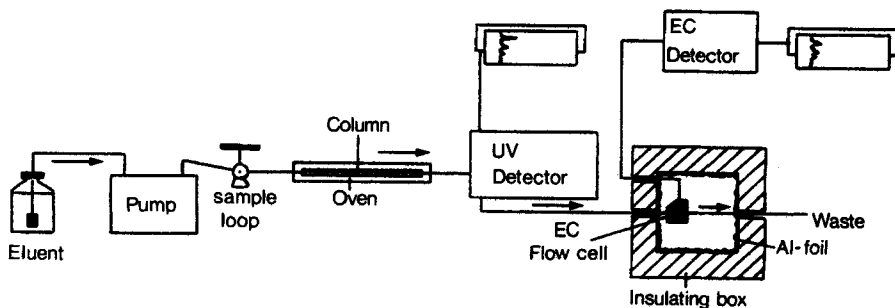 EC
Detector
Column
UV
Detector
Pump
sample
loop
Oven
Eluent
EC
Flow cell
Waste
Al-foil
Insulating box